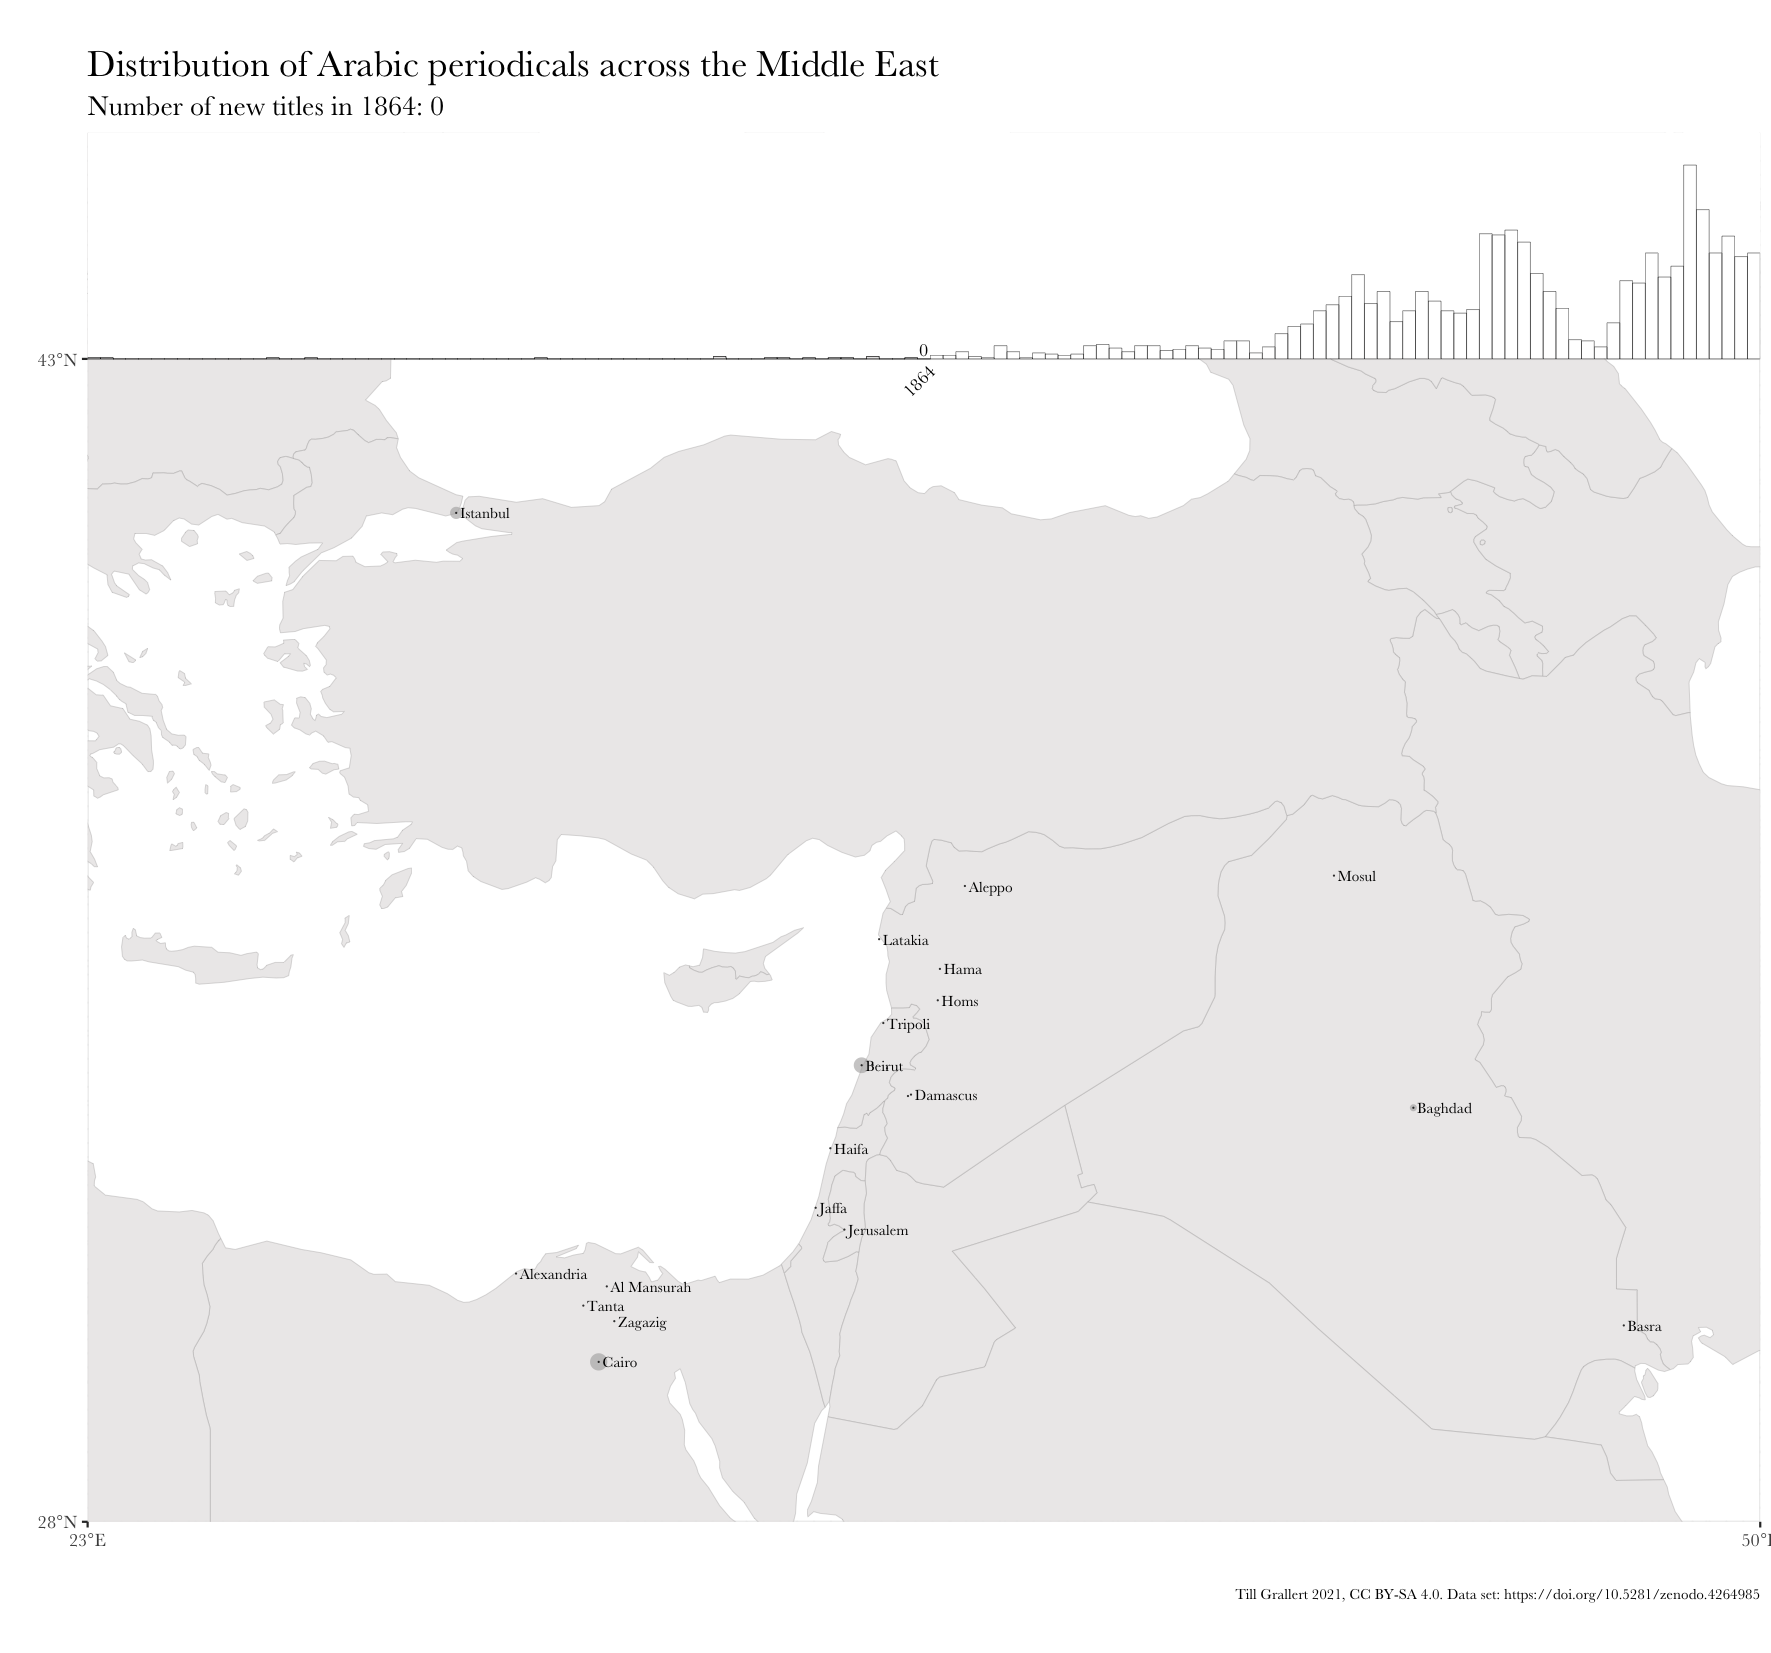 Distribution of Arabic periodicals across the Middle East
Number of new titles in 1864: 0
0
43°N
1864
Istanbul
Mosul
Aleppo
Latakia
Hama
Homs
Tripoli
Beirut
Damascus
Baghdad
Haifa
Jaffa
Jerusalem
Alexandria
Al Mansurah
Tanta
Zagazig
Basra
Cairo
28°N
23°E
50°
Till Grallert 2021, CC BY-SA 4.0. Data set: https://doi.org/10.5281/zenodo.4264985